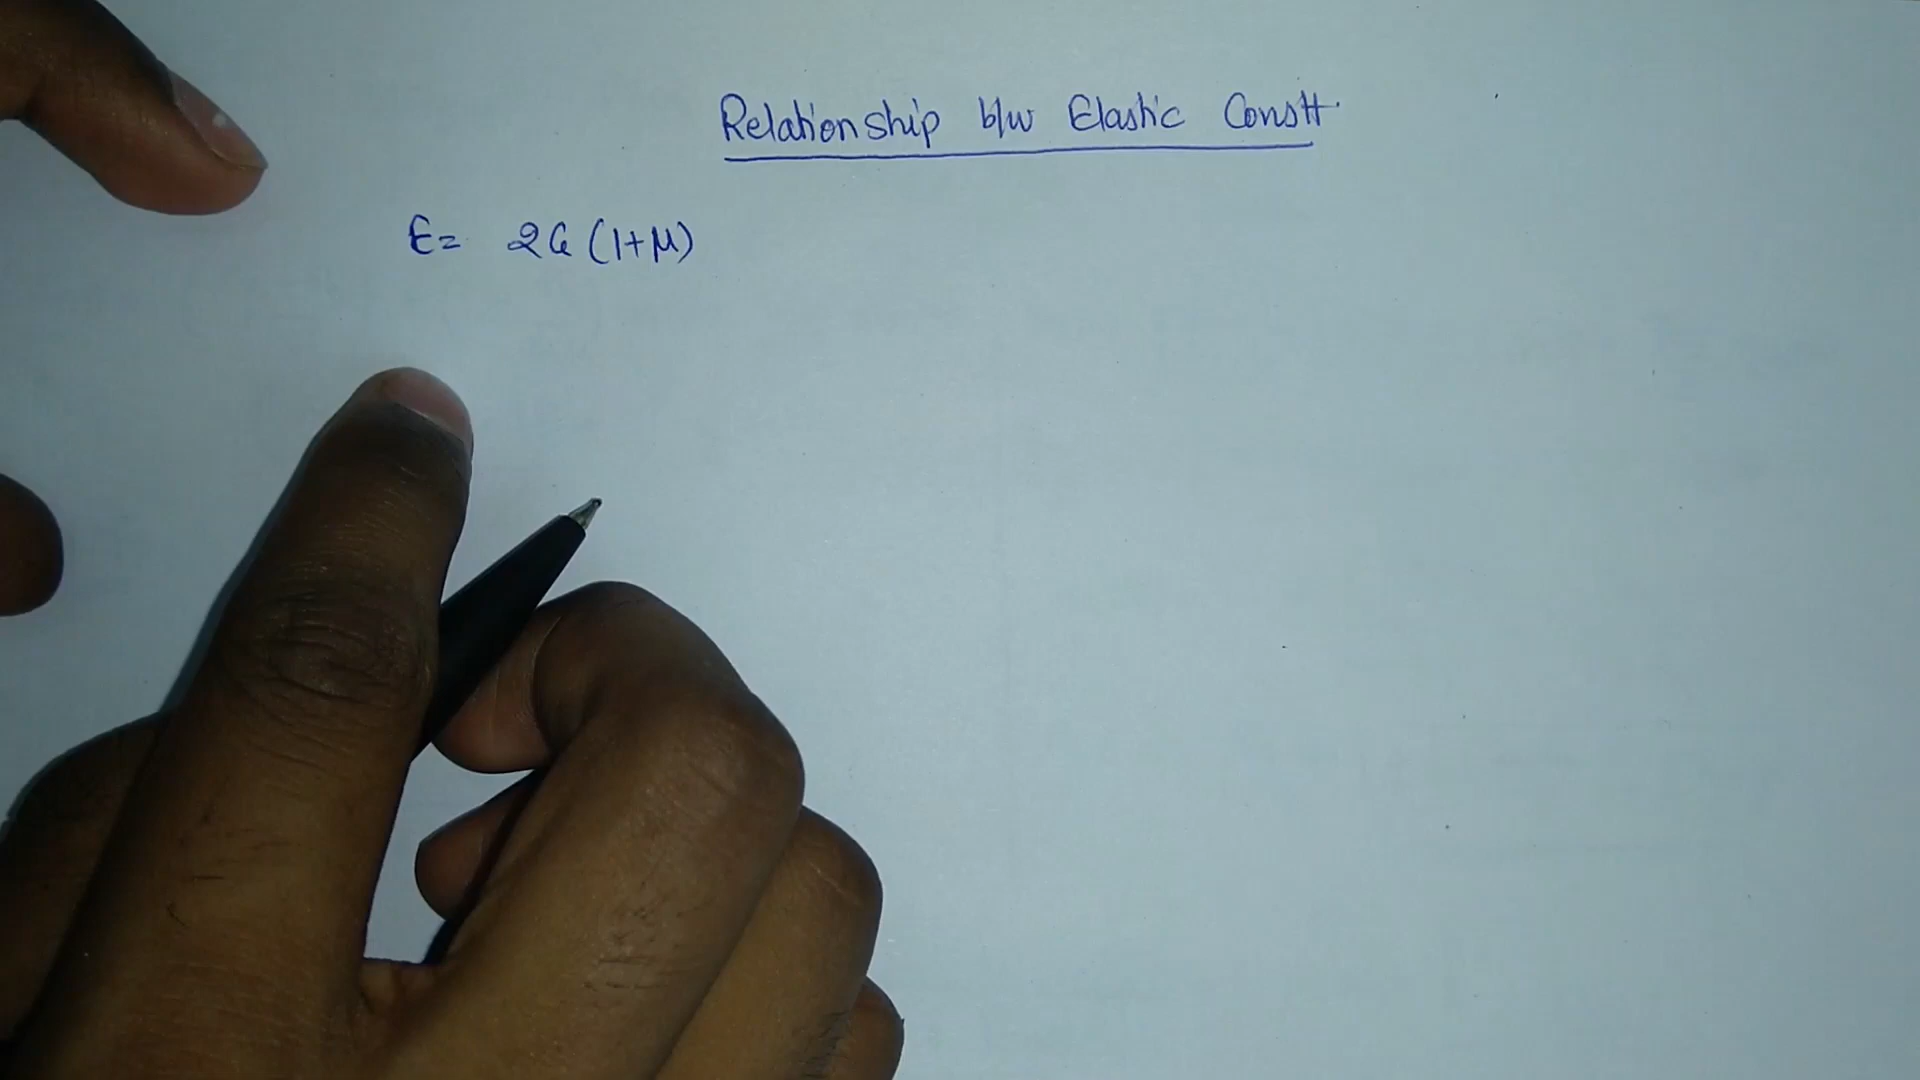 Relationship b/w Elastic Constt.
E= 2G (1+μ)